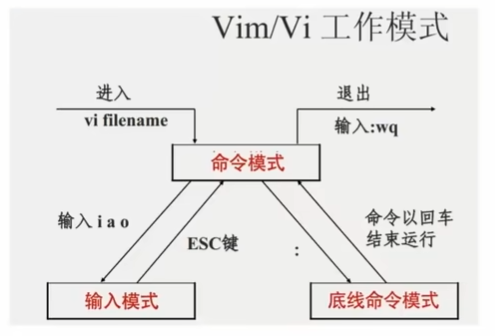 Vim/Vi 工作模式
进入
vi filename
退出
输入:wq
命令模式
输入 i a o
ESC键
:
命令以回车
结束运行
输入模式
底线命令模式